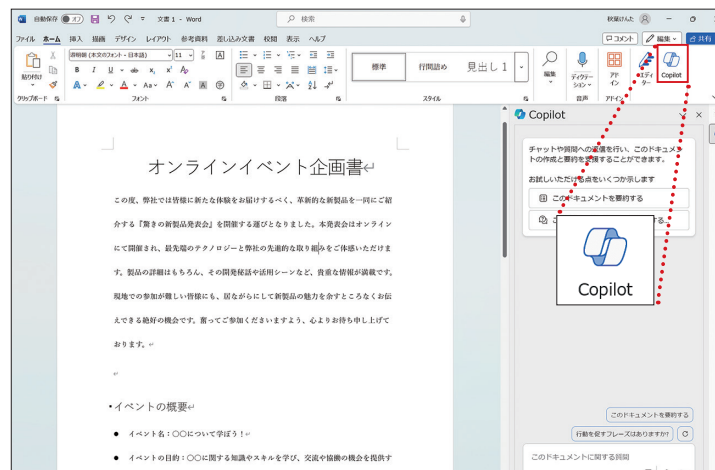 自動保存 オフ 文書 1 - Word 検索 秋葉けんた
ファイル ホーム 挿入 描画 デザイン レイアウト 参考資料 差し込み文書 校閲 表示 ヘルプ コメント 編集 共有
貼り付け 游明朝 (本文のフォント - 日本語) 11 標準 行間詰め 見出し 1 編集 ディクテーション アドイン エディター Copilot
クリップボード フォント 段落 スタイル 音声 アドイン
オンラインイベント企画書
この度、弊社では皆様に新たな体験をお届けするべく、革新的な新製品を一同にご紹
介する『驚きの新製品発表会』を開催する運びとなりました。本発表会はオンライン
にて開催され、最先端のテクノロジーと弊社の先進的な取り組みをご体感いただけま
す。製品の詳細はもちろん、その開発秘話や活用シーンなど、貴重な情報が満載です。
現地での参加が難しい皆様にも、居ながらにして新製品の魅力を余すところなくお伝
えできる絶好の機会です。奮ってご参加くださいますよう、心よりお待ち申し上げて
おります。
・イベントの概要
● イベント名：〇〇について学ぼう！
● イベントの目的：〇〇に関する知識やスキルを学び、交流や協働の機会を提供す
Copilot
チャットや質問への返信を行い、このドキュメン
トの作成と要約を支援することができます。
お試しいただける点をいくつか示します
このドキュメントを要約する
Copilot
このドキュメントを要約する
行動を促すフレーズはありますか?
このドキュメントに関する質問